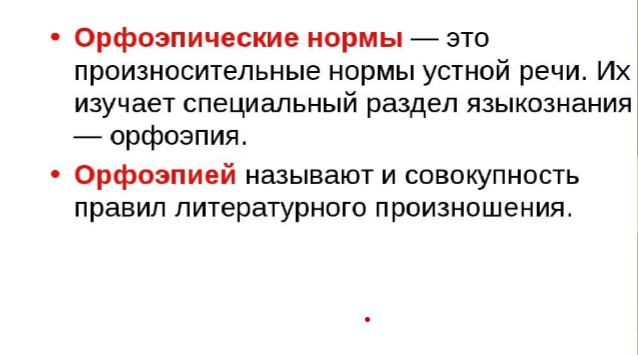 • Орфоэпические нормы — это
произносительные нормы устной речи. Их
изучает специальный раздел языкознания
— орфоэпия.
• Орфоэпией называют и совокупность
правил литературного произношения.